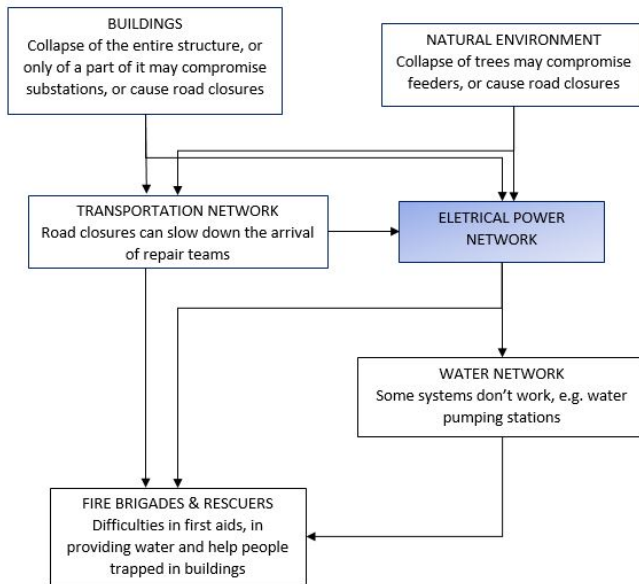 BUILDINGS
Collapse of the entire structure, or
only of a part of it may compromise
substations, or cause road closures
NATURAL ENVIRONMENT
Collapse of trees may compromise
feeders, or cause road closures
TRANSPORTATION NETWORK
Road closures can slow down the arrival
of repair teams
ELETRICAL POWER
NETWORK
WATER NETWORK
Some systems don't work, e.g. water
pumping stations
FIRE BRIGADES & RESCUERS
Difficulties in first aids, in
providing water and help people
trapped in buildings